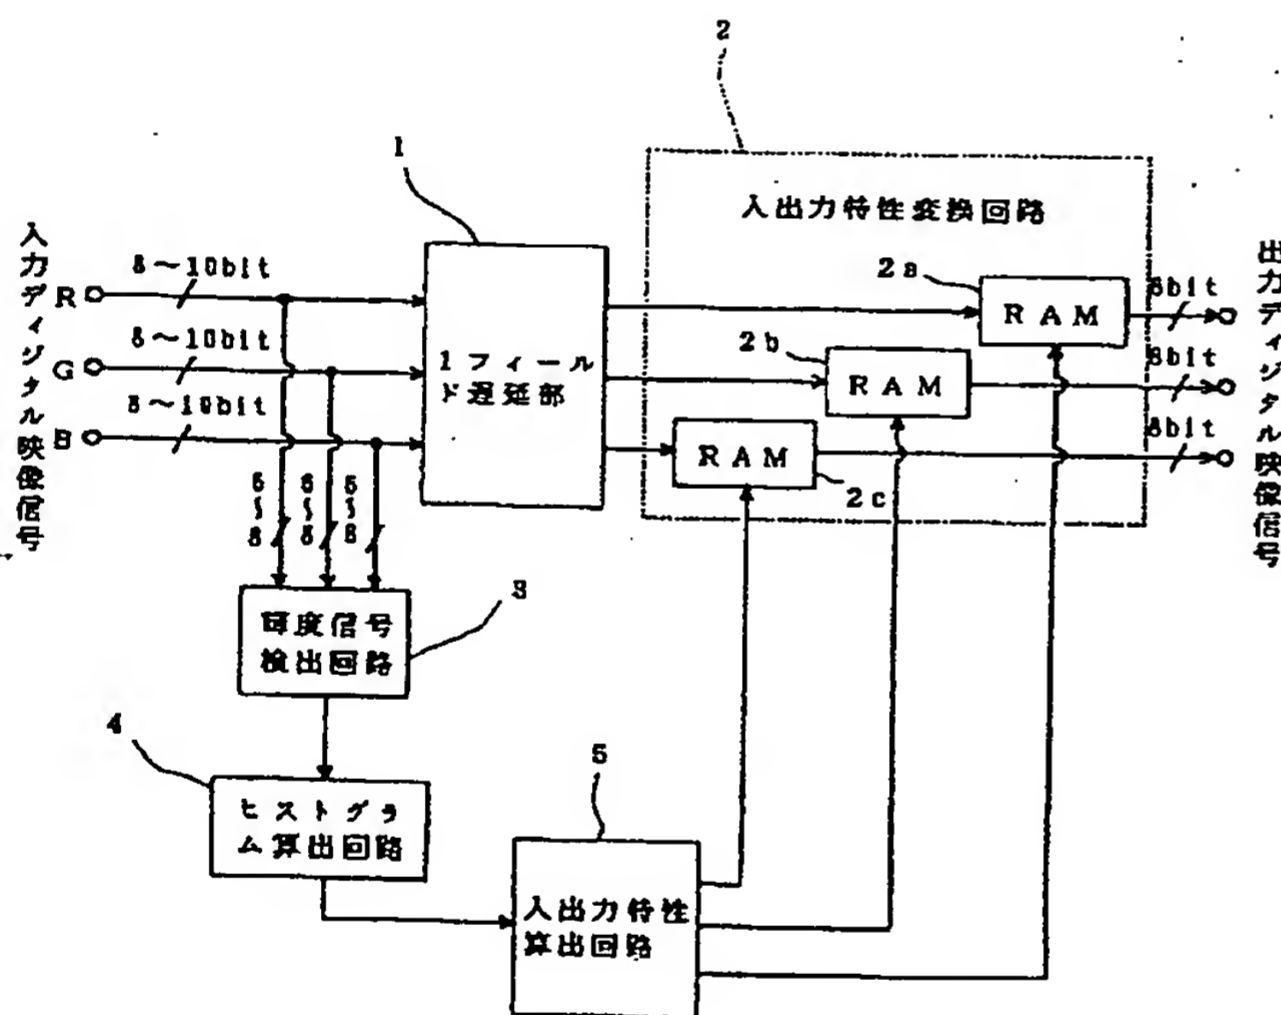 2
1
入出力特性変換回路
入力ディジタル映像信号
出力ディジタル映像信号
R
8～10bit
2a
RAM
8bit
G
8～10bit
1フィール
ド遅延部
2b
RAM
8bit
B
8～10bit
RAM
2c
8bit
6～8
6～8
6～8
3
輝度信号
検出回路
4
ヒストグラ
ム算出回路
5
入出力特性
算出回路